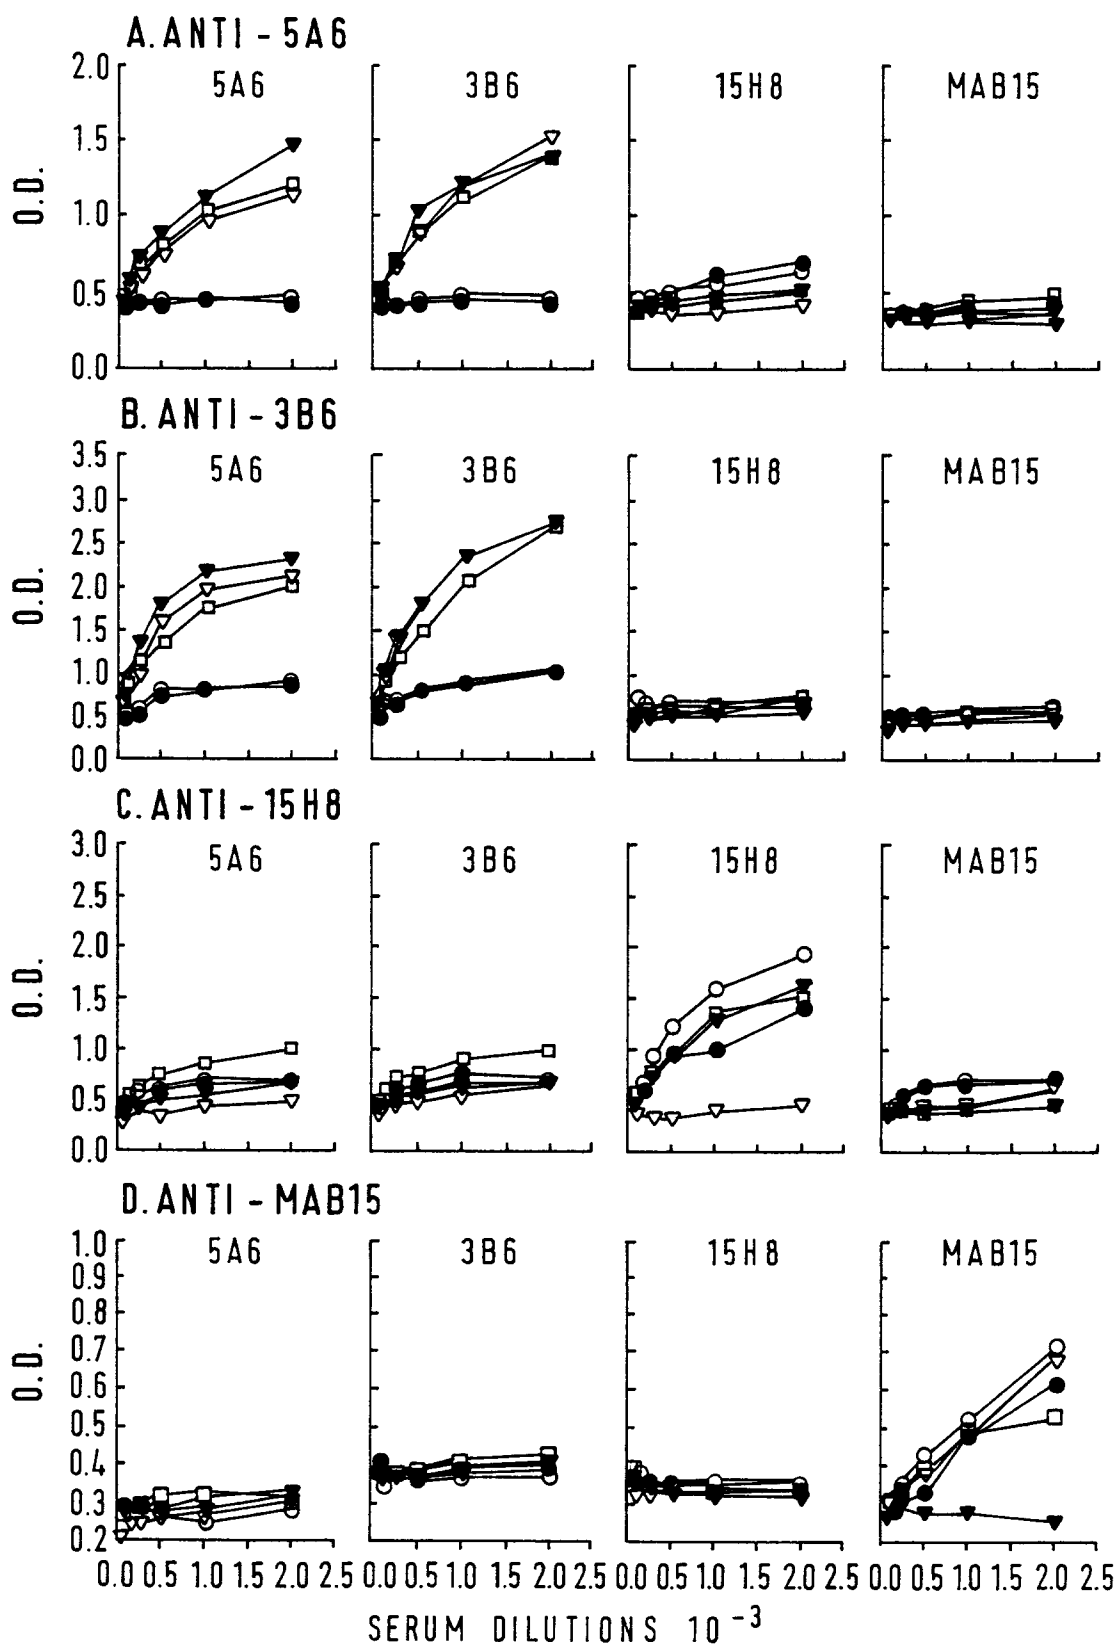 A. ANTI - 5A6
5A6 3B6 15H8 MAB15
2.0
1.5
1.0
0.5
0.0
O.D.
B. ANTI - 3B6
5A6 3B6 15H8 MAB15
3.5
3.0
2.5
2.0
1.5
1.0
0.5
0.0
O.D.
C. ANTI - 15H8
5A6 3B6 15H8 MAB15
3.0
2.5
2.0
1.5
1.0
0.5
0.0
O.D.
D. ANTI - MAB15
5A6 3B6 15H8 MAB15
1.0
0.9
0.8
0.7
0.6
0.5
0.4
0.3
0.2
O.D.
0.0 0.5 1.0 1.5 2.0 2.5 0.0 0.5 1.0 1.5 2.0 2.5 0.0 0.5 1.0 1.5 2.0 2.5 0.0 0.5 1.0 1.5 2.0 2.5
SERUM DILUTIONS 10⁻³